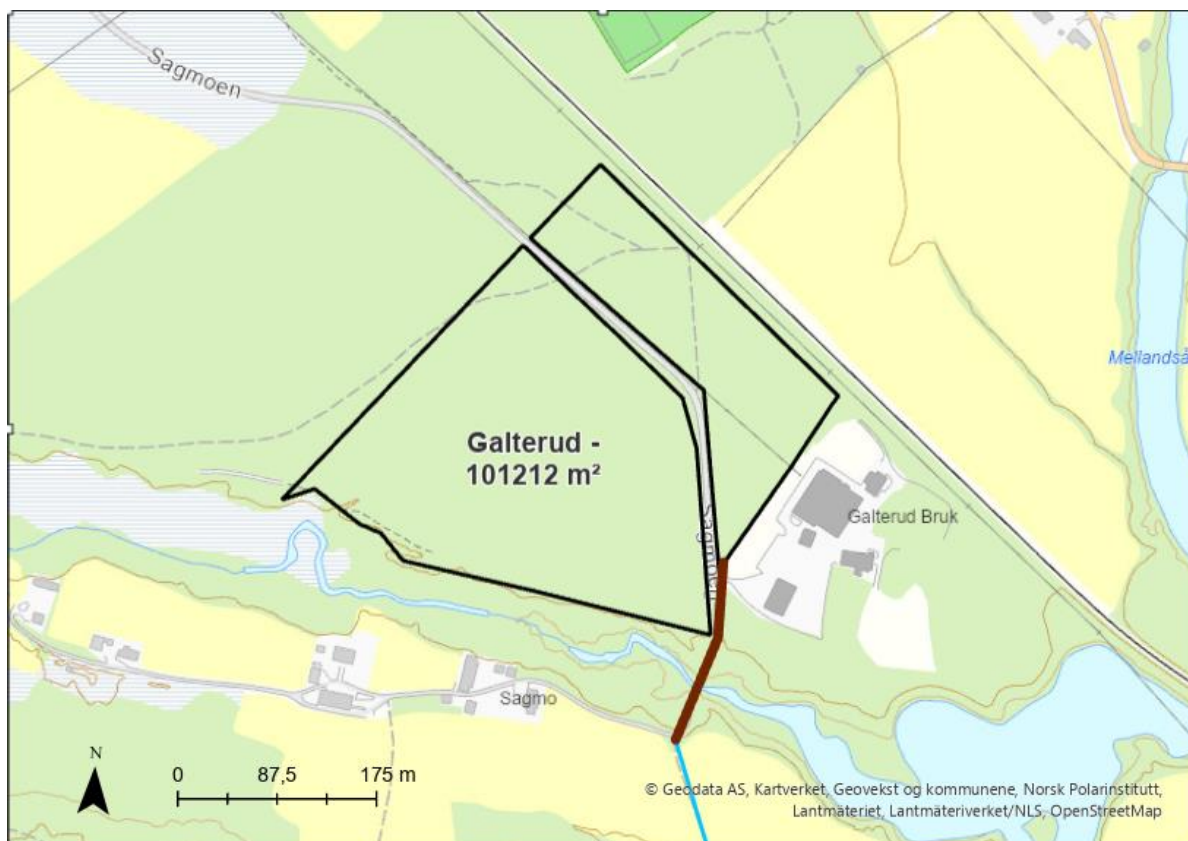 Sagmoen
Mellandså
Galterud -
101212 m²
Galterud Bruk
Sagmoen
Sagmo
N
0 87,5 175 m
© Geodata AS, Kartverket, Geovekst og kommunene, Norsk Polarinstitutt,
Lantmäteriet, Lantmäteriverket/NLS, OpenStreetMap